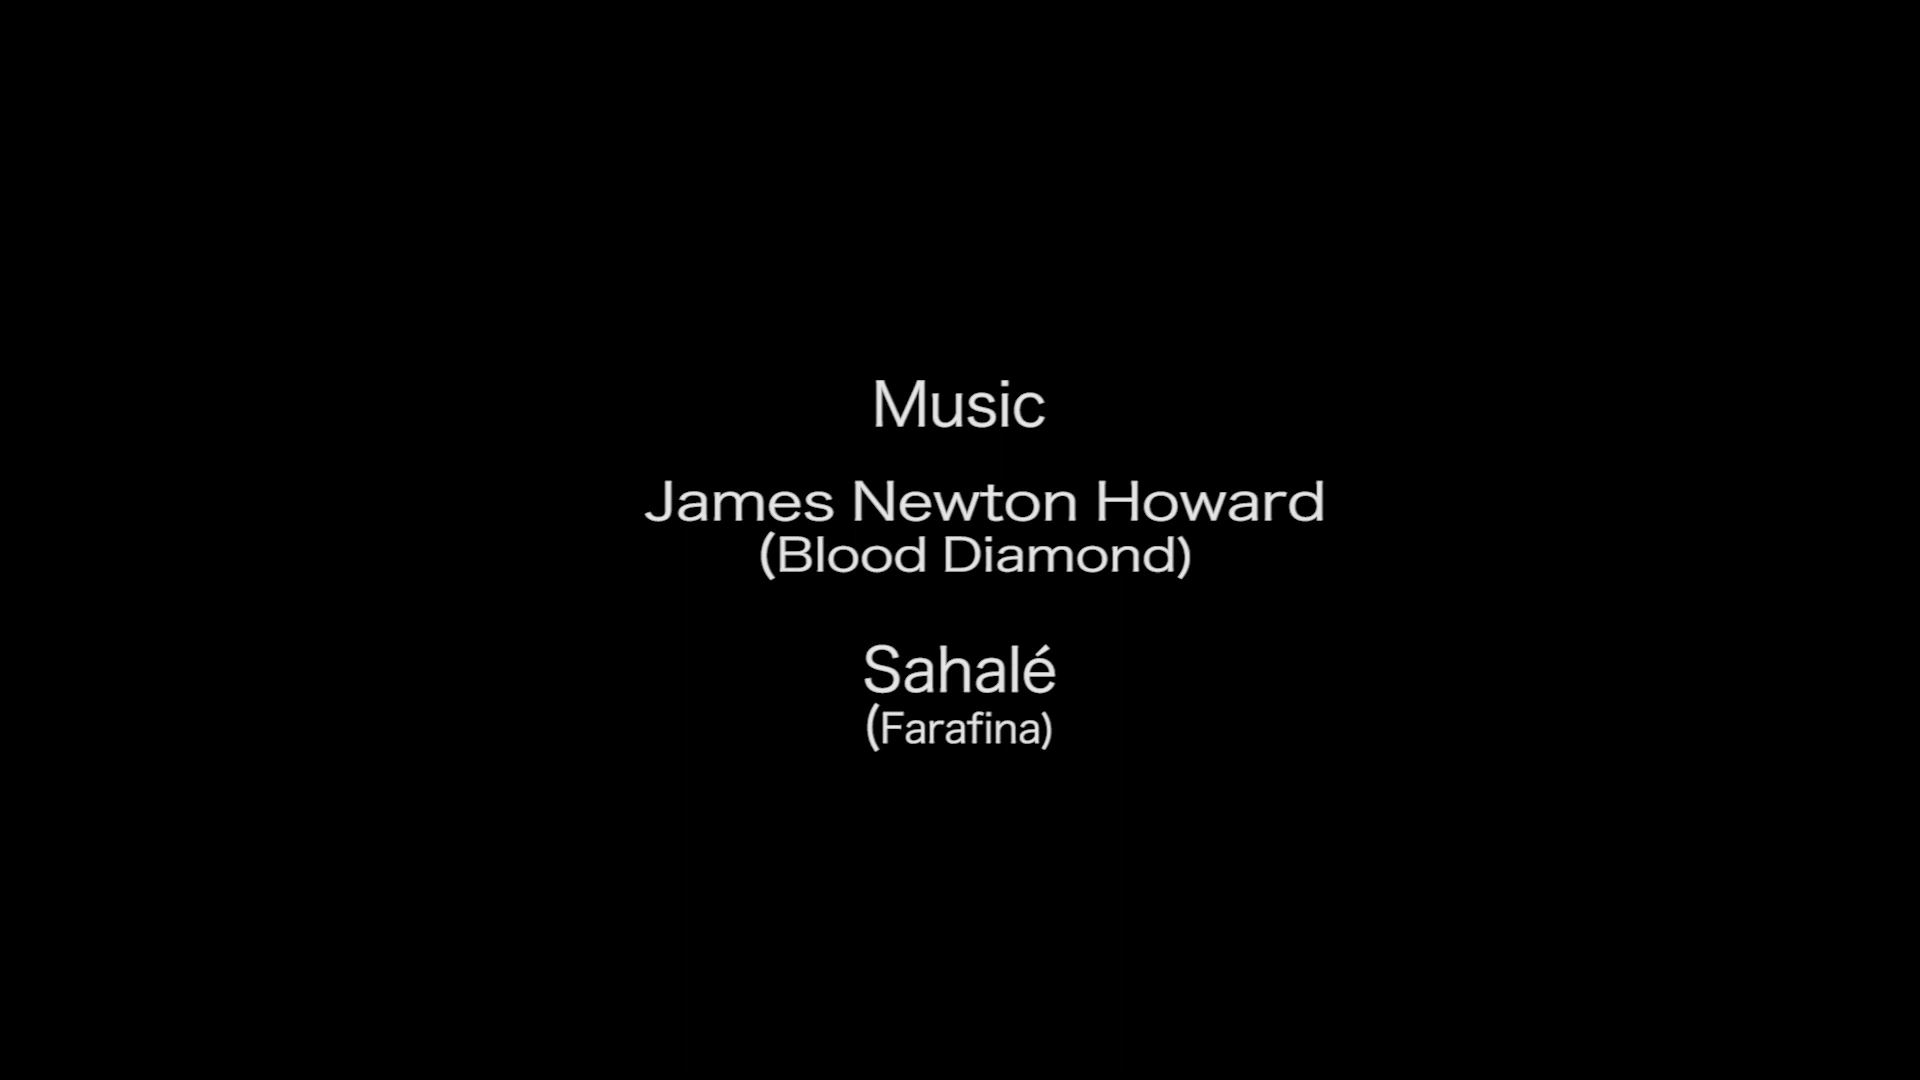 Music
James Newton Howard
(Blood Diamond)
Sahalé
(Farafina)